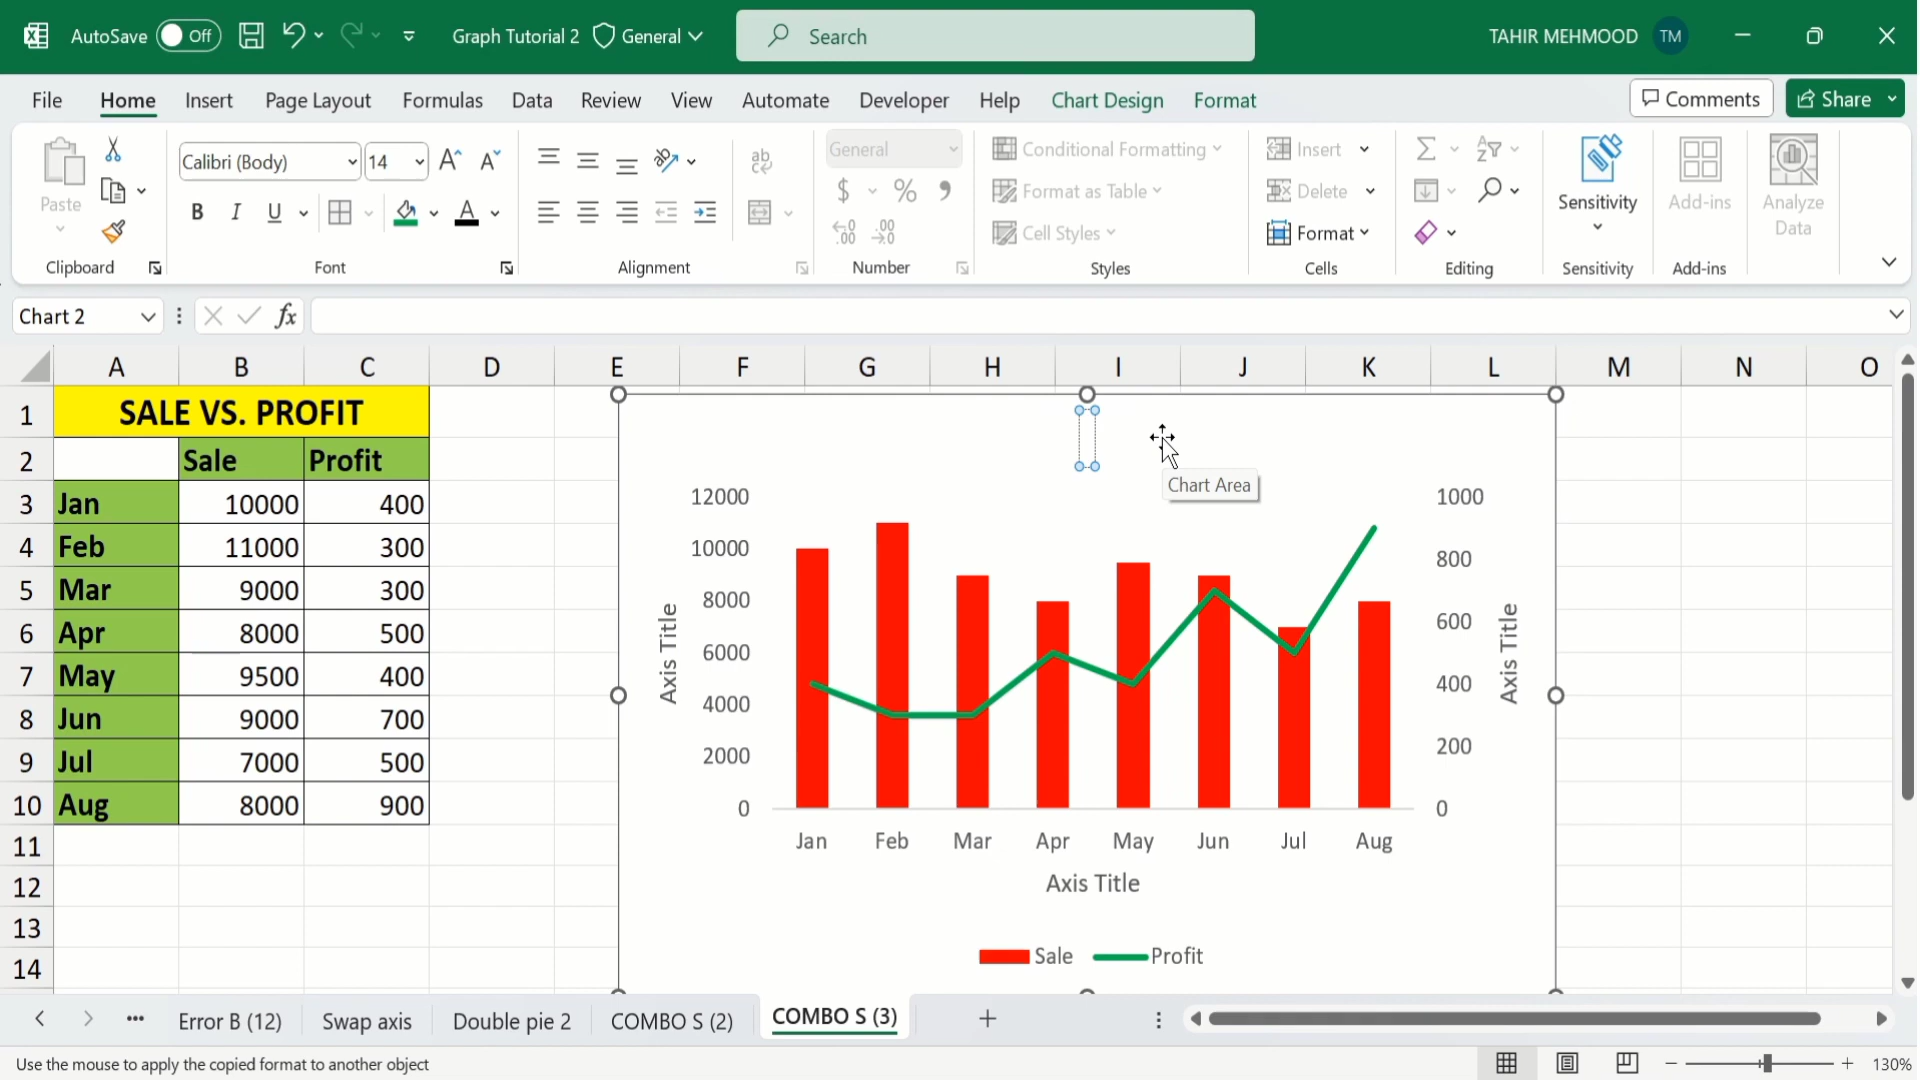 AutoSave Off Graph Tutorial 2 General Search TAHIR MEHMOOD TM
File Home Insert Page Layout Formulas Data Review View Automate Developer Help Chart Design Format Comments Share
Paste
Calibri (Body) 14
B I U
ab
General
$ %
Conditional Formatting
Format as Table
Cell Styles
Insert
Delete
Format
Sensitivity
Add-ins
Analyze
Data
Clipboard Font Alignment Number Styles Cells Editing Sensitivity Add-ins
Chart 2 fx
A B C D E F G H I J K L M N O
1 SALE VS. PROFIT
2 Sale Profit
3 Jan 10000 400
4 Feb 11000 300
5 Mar 9000 300
6 Apr 8000 500
7 May 9500 400
8 Jun 9000 700
9 Jul 7000 500
10 Aug 8000 900
11
12
13
14
Chart Area
12000
10000
8000
6000
4000
2000
0
Axis Title
1000
800
600
400
200
0
Axis Title
Jan Feb Mar Apr May Jun Jul Aug
Axis Title
Sale Profit
Error B (12) Swap axis Double pie 2 COMBO S (2) COMBO S (3)
Use the mouse to apply the copied format to another object 130%